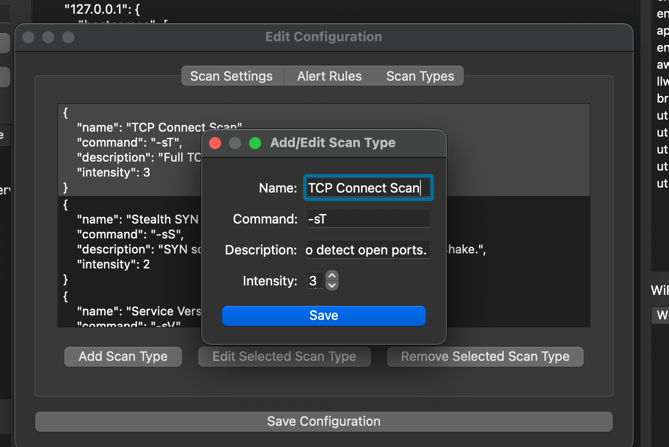 "127.0.0.1": {
Edit Configuration
Scan Settings
Alert Rules
Scan Types
{
"name": "TCP Connect Scan"
"command": "-sT",
"description": "Full TC
"intensity": 3
}
{
"name": "Stealth SYN
"command": "-sS",
"description": "SYN sc
shake.",
"intensity": 2
}
{
"name": "Service Vers
"command": "-sV"
Add/Edit Scan Type
Name: TCP Connect Scan
Command: -sT
Description: o detect open ports.
Intensity: 3
Save
Add Scan Type
Edit Selected Scan Type
Remove Selected Scan Type
Save Configuration
en
ap
en
aw
llw
br
ut
ut
ut
ut
ut
WiF
W